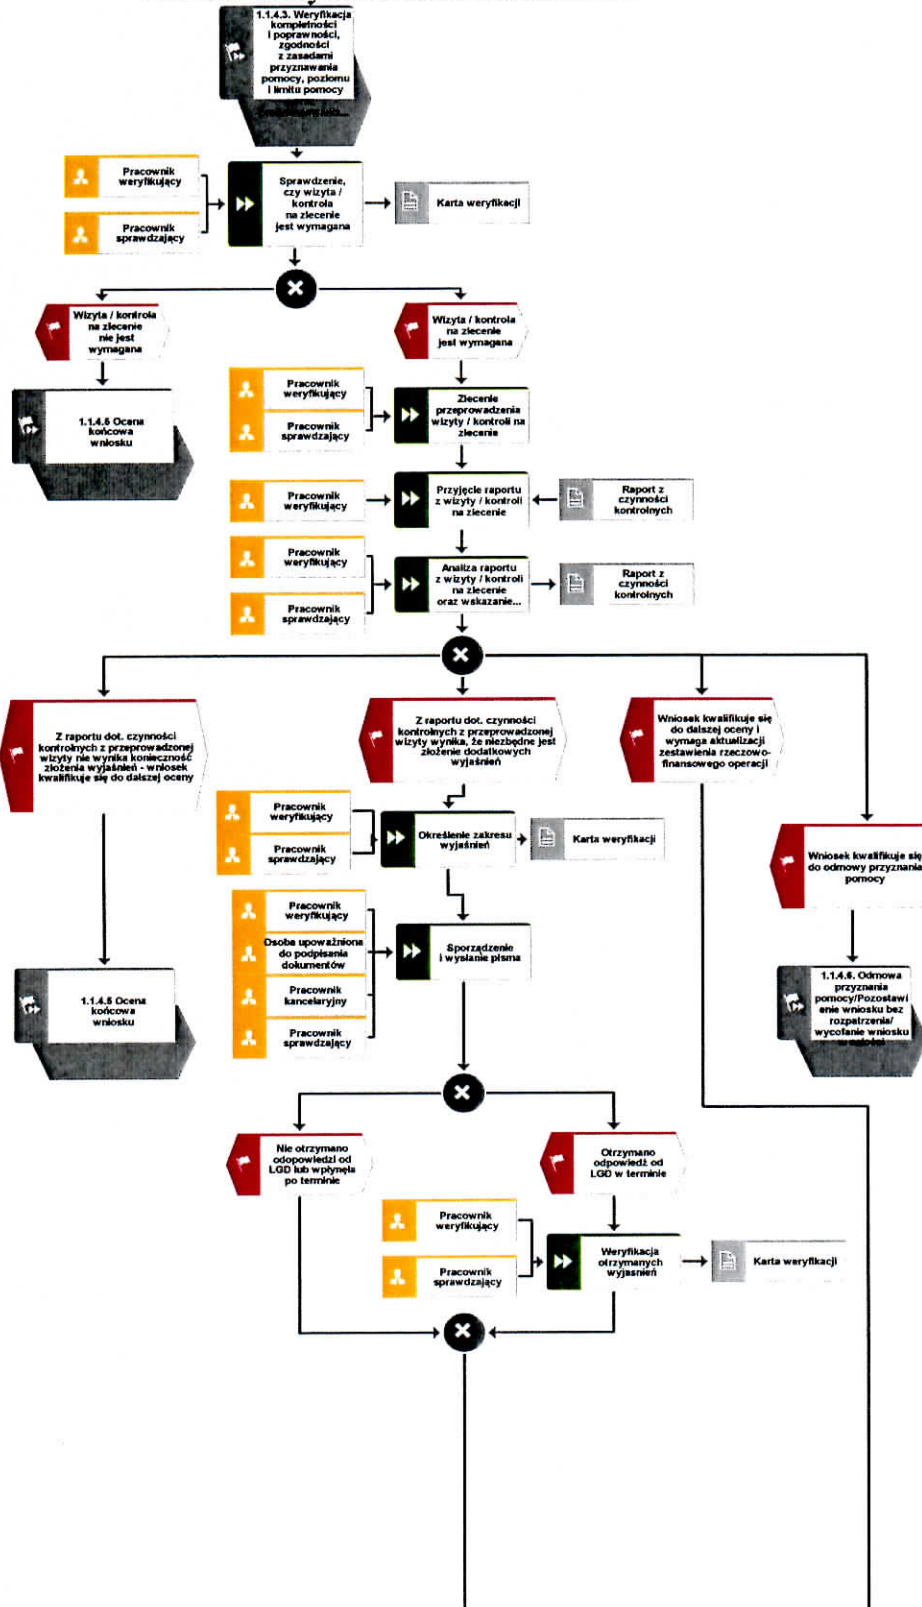 1.1.4.3. Weryfikacja
kompletności
i poprawności,
zgodności
z zasadami
przyznawania
pomocy, poziomu
i limitu pomocy
Pracownik
weryfikujący
Pracownik
sprawdzający
Sprawdzenie,
czy wizyta /
kontrola
na zlecenie
jest wymagana
Karta weryfikacji
Wizyta / kontrola
na zlecenie
nie jest
wymagana
Wizyta / kontrola
na zlecenie
jest wymagana
1.1.4.5 Ocena
końcowa
wniosku
Pracownik
weryfikujący
Pracownik
sprawdzający
Zlecenie
przeprowadzenia
wizyty / kontroli na
zlecenie
Pracownik
weryfikujący
Przyjęcie raportu
z wizyty / kontroli
na zlecenie
Raport z
czynności
kontrolnych
Pracownik
weryfikujący
Pracownik
sprawdzający
Analiza raportu
z wizyty / kontroli
na zlecenie
oraz wskazanie...
Raport z
czynności
kontrolnych
Z raportu dot. czynności
kontrolnych z przeprowadzonej
wizyty nie wynika konieczność
złożenia wyjaśnień - wniosek
kwalifikuje się do dalszej oceny
Z raportu dot. czynności
kontrolnych z przeprowadzonej
wizyty wynika, że niezbędne jest
złożenie dodatkowych
wyjaśnień
Wniosek kwalifikuje się
do dalszej oceny i
wymaga aktualizacji
zestawienia rzeczowo-
finansowego operacji
Wniosek kwalifikuje się
do odmowy przyznania
pomocy
Pracownik
weryfikujący
Pracownik
sprawdzający
Określenie zakresu
wyjaśnień
Karta weryfikacji
Pracownik
weryfikujący
Osoba upoważniona
do podpisania
dokumentów
Pracownik
kancelaryjny
Pracownik
sprawdzający
Sporządzenie
i wysłanie pisma
1.1.4.5 Ocena
końcowa
wniosku
1.1.4.6. Odmowa
przyznania
pomocy/Pozostawi
enie wniosku bez
rozpatrzenia/
wycofanie wniosku
Nie otrzymano
odopowiedzi od
LGD lub wpłynęła
po terminie
Otrzymano
odpowiedź od
LGD w terminie
Pracownik
weryfikujący
Pracownik
sprawdzający
Weryfikacja
otrzymanych
wyjaśnień
Karta weryfikacji